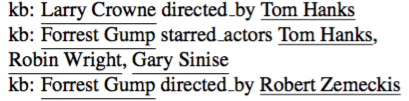 kb: Larry Crowne directed_by Tom Hanks
kb: Forrest Gump starred_actors Tom Hanks,
Robin Wright, Gary Sinise
kb: Forrest Gump directed_by Robert Zemeckis